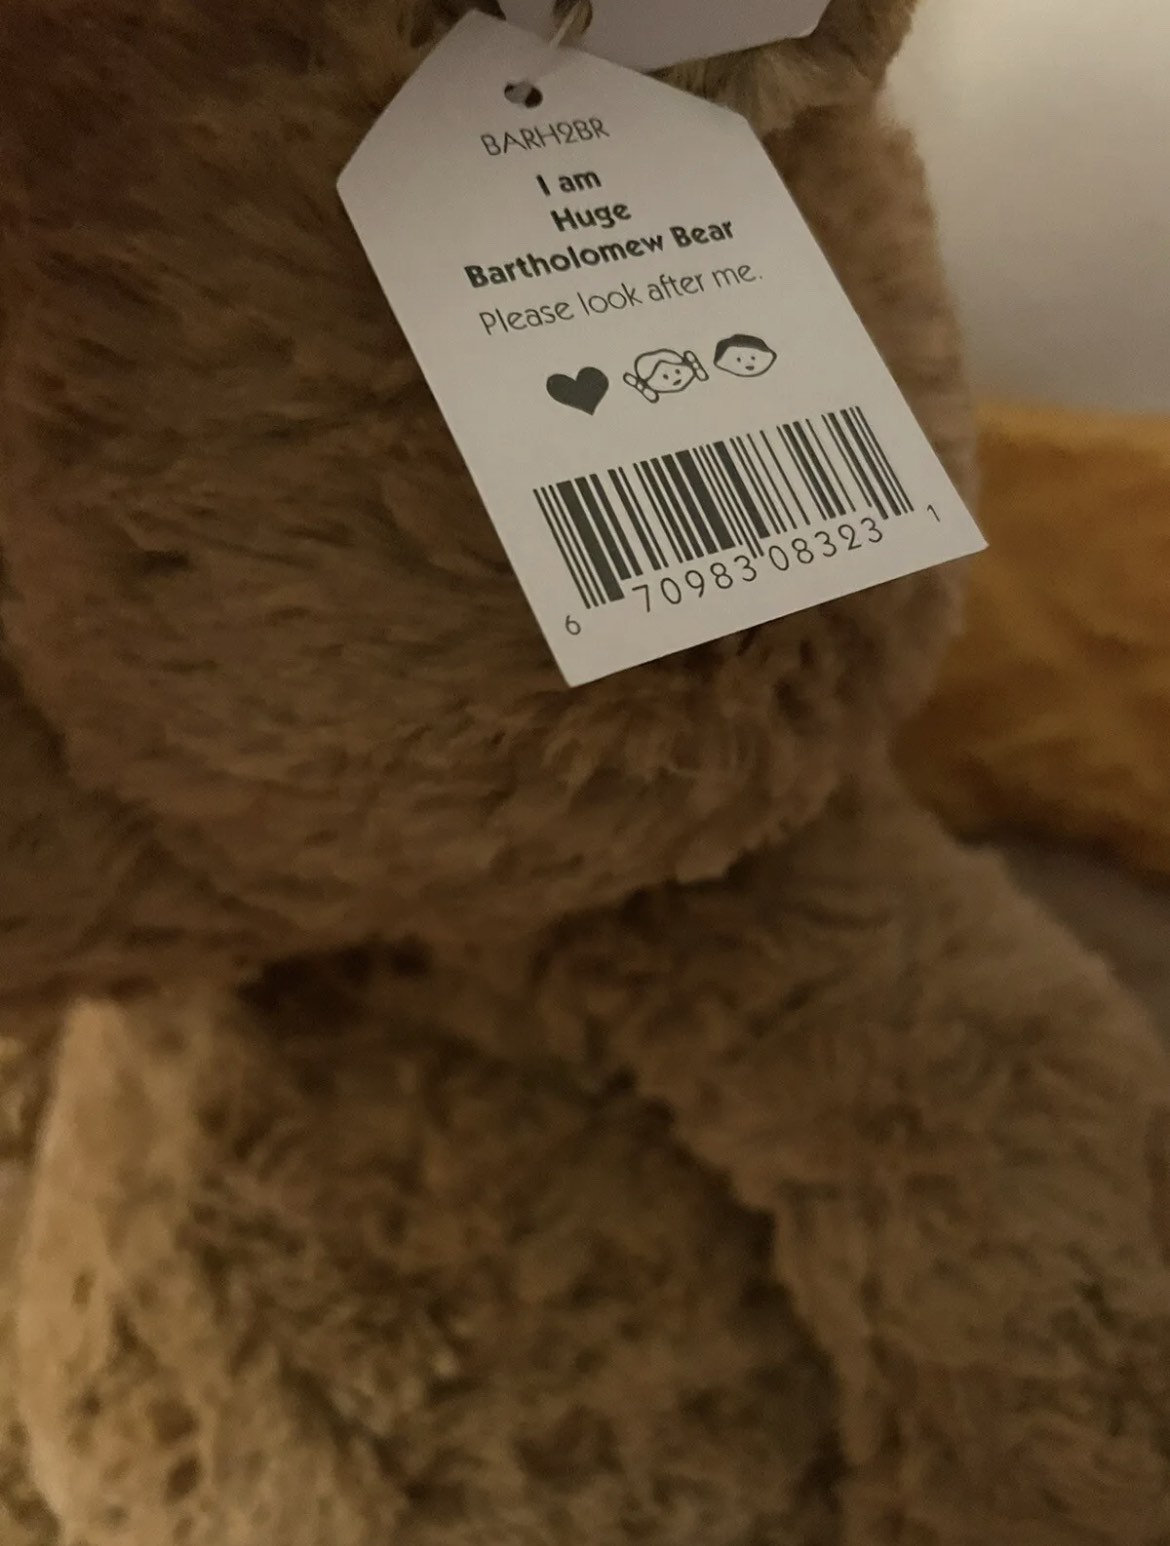 BARH2BR
I am
Huge
Bartholomew Bear
Please look after me.
6 70983 08323 1